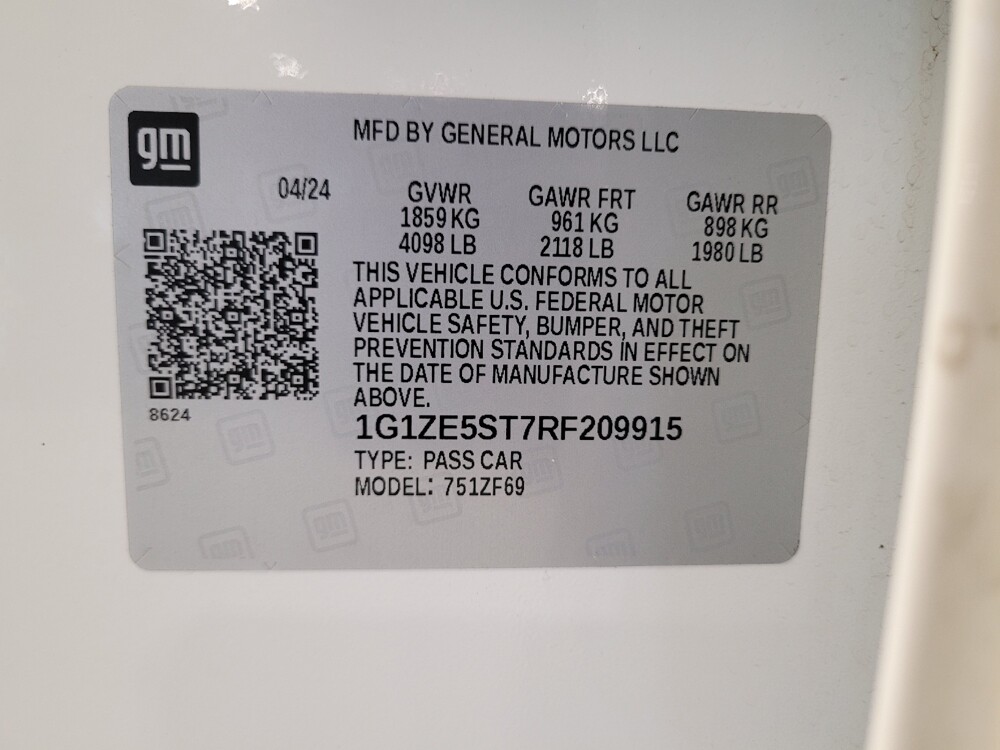 gm
MFD BY GENERAL MOTORS LLC
04/24
GVWR GAWR FRT GAWR RR
1859 KG 961 KG 898 KG
4098 LB 2118 LB 1980 LB
THIS VEHICLE CONFORMS TO ALL
APPLICABLE U.S. FEDERAL MOTOR
VEHICLE SAFETY, BUMPER, AND THEFT
PREVENTION STANDARDS IN EFFECT ON
THE DATE OF MANUFACTURE SHOWN
ABOVE.
8624
1G1ZE5ST7RF209915
TYPE: PASS CAR
MODEL: 751ZF69